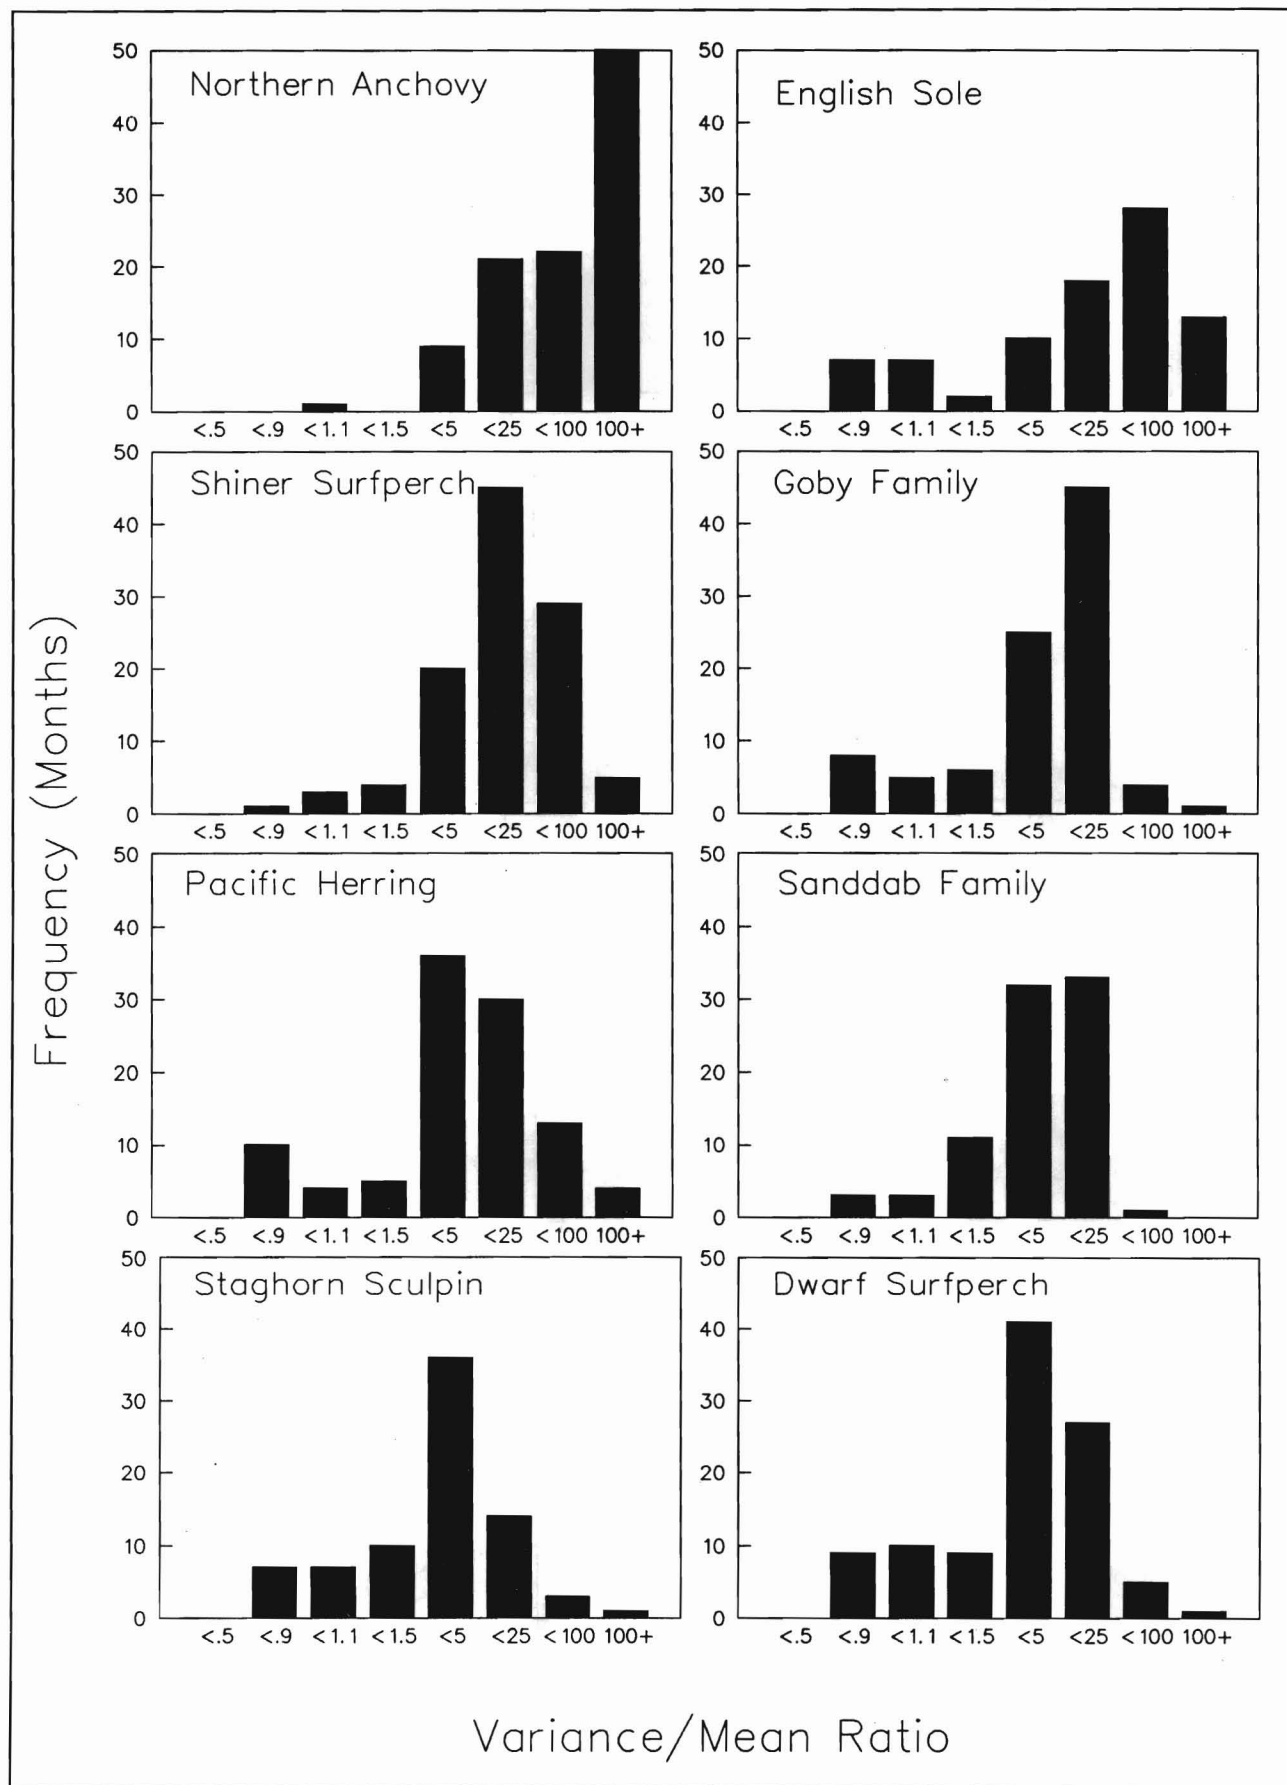 Frequency (Months)
Northern Anchovy
50
40
30
20
10
0
<.5 <.9 <1.1 <1.5 <5 <25 <100 100+
English Sole
50
40
30
20
10
0
<.5 <.9 <1.1 <1.5 <5 <25 <100 100+
Shiner Surfperch
50
40
30
20
10
0
<.5 <.9 <1.1 <1.5 <5 <25 <100 100+
Goby Family
50
40
30
20
10
0
<.5 <.9 <1.1 <1.5 <5 <25 <100 100+
Pacific Herring
50
40
30
20
10
0
<.5 <.9 <1.1 <1.5 <5 <25 <100 100+
Sanddab Family
50
40
30
20
10
0
<.5 <.9 <1.1 <1.5 <5 <25 <100 100+
Staghorn Sculpin
50
40
30
20
10
0
<.5 <.9 <1.1 <1.5 <5 <25 <100 100+
Dwarf Surfperch
50
40
30
20
10
0
<.5 <.9 <1.1 <1.5 <5 <25 <100 100+
Variance/Mean Ratio